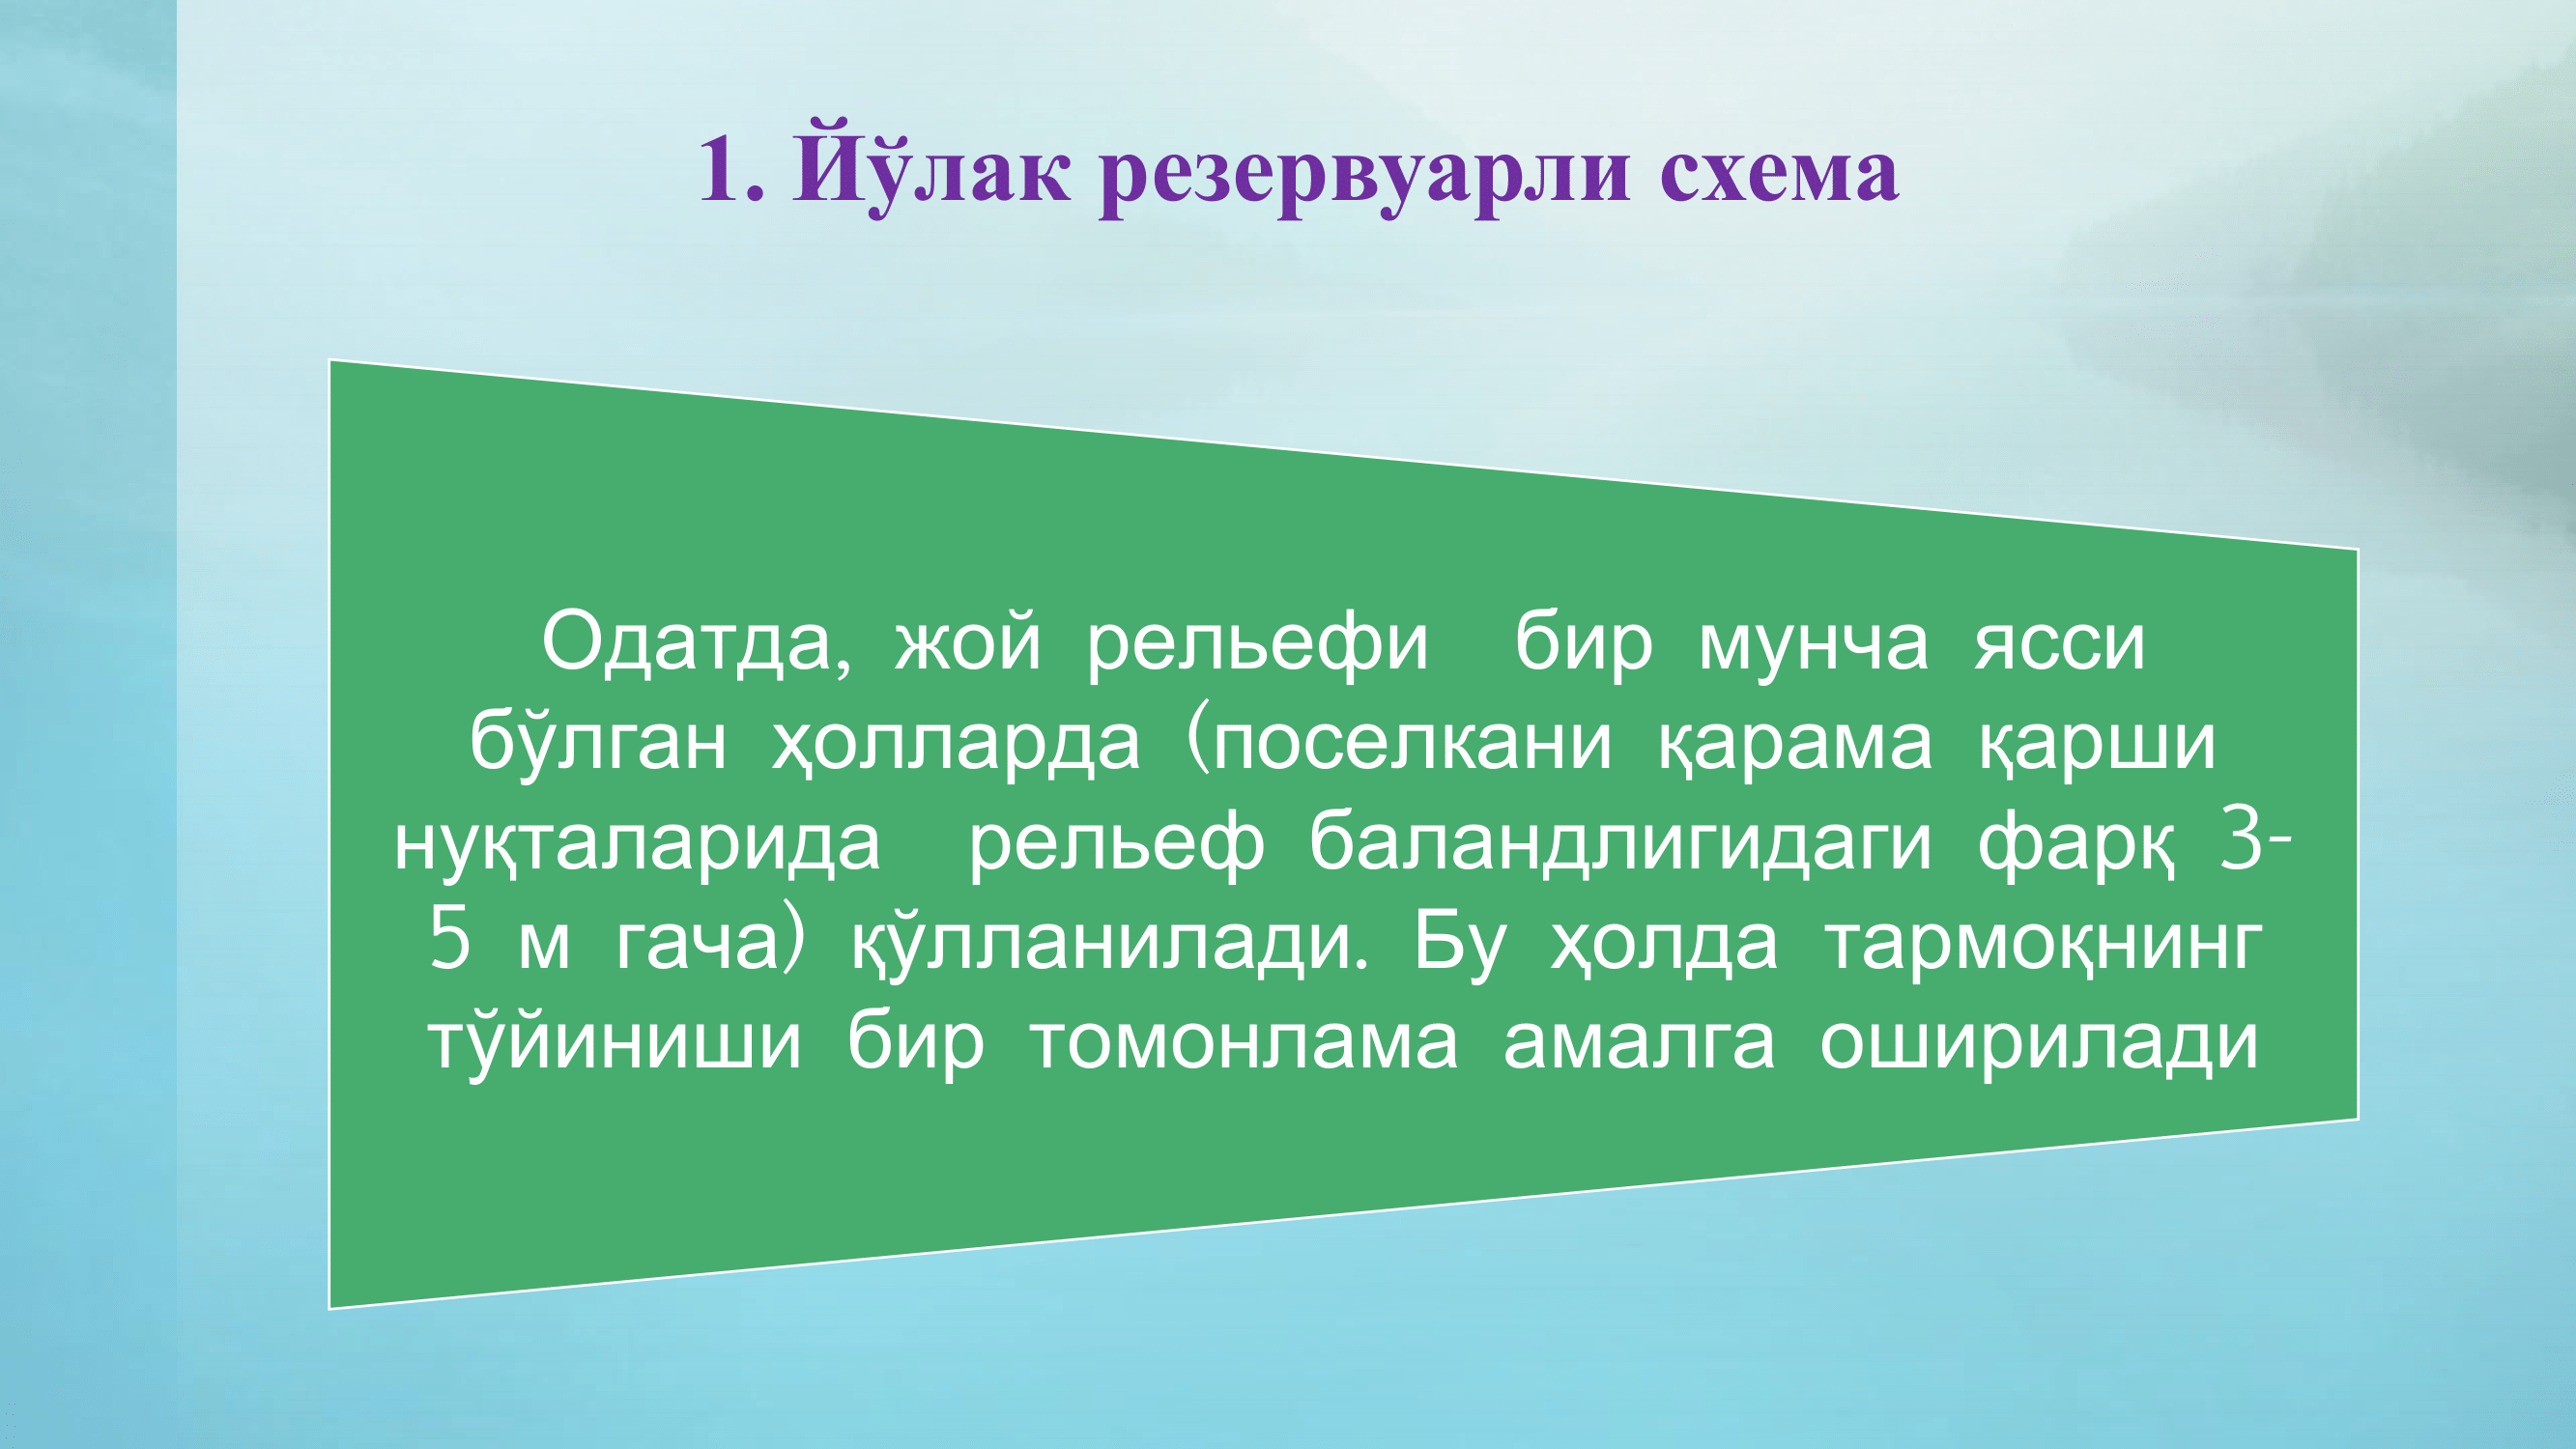 1. Йўлак резервуарли схема
Одатда, жой рельефи бир мунча ясси
бўлган ҳолларда (поселкани қарама қарши
нуқталарида рельеф баландлигидаги фарқ 3-
5 м гача) қўлланилади. Бу ҳолда тармоқнинг
тўйиниши бир томонлама амалга оширилади